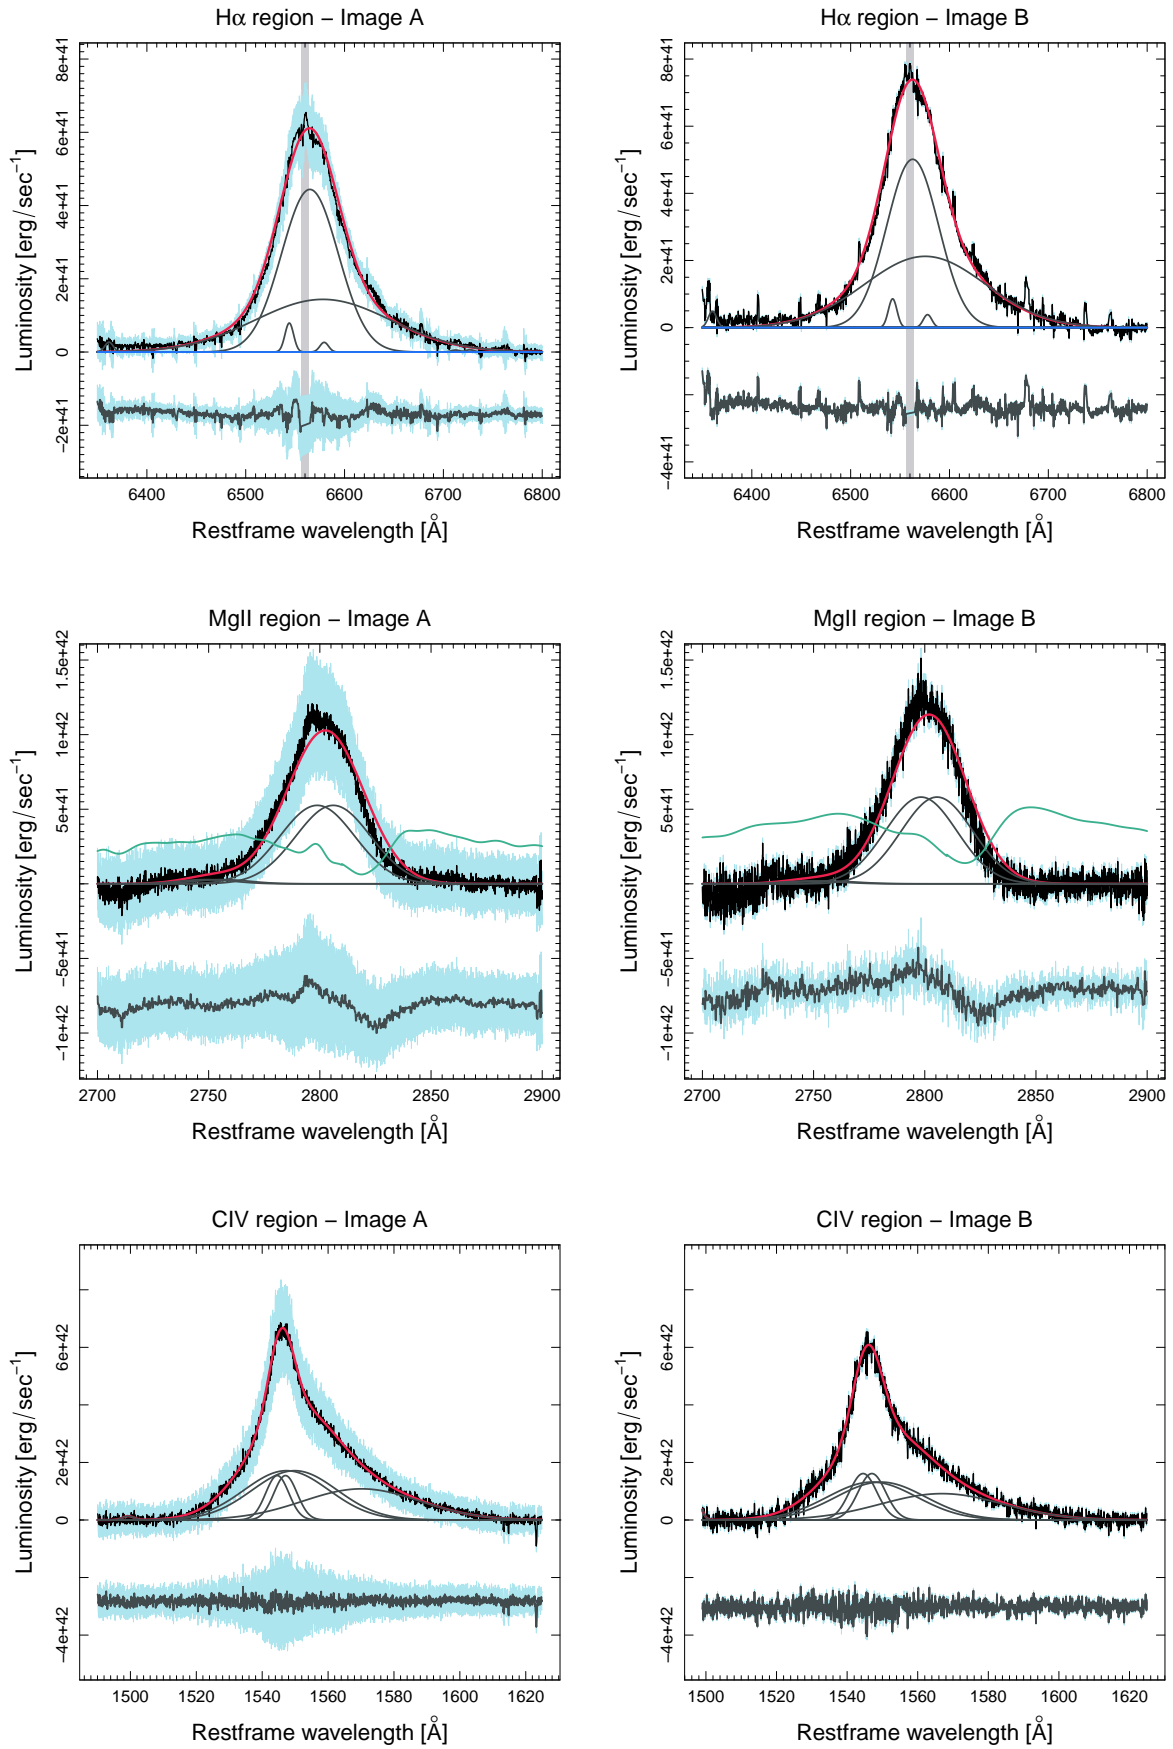 Hα region − Image A
Luminosity [erg/sec−1]
−2e+41 0 2e+41 4e+41 6e+41 8e+41
6400 6500 6600 6700 6800
Restframe wavelength [Å]
Hα region − Image B
Luminosity [erg/sec−1]
−4e+41 0 2e+41 4e+41 6e+41 8e+41
6400 6500 6600 6700 6800
Restframe wavelength [Å]
MgII region − Image A
Luminosity [erg/sec−1]
−1e+42 −5e+41 5e+41 1e+42 1.5e+42
2700 2750 2800 2850 2900
Restframe wavelength [Å]
MgII region − Image B
Luminosity [erg/sec−1]
−1e+42 −5e+41 5e+41 1e+42 1.5e+42
2700 2750 2800 2850 2900
Restframe wavelength [Å]
CIV region − Image A
Luminosity [erg/sec−1]
−4e+42 0 2e+42 6e+42
1500 1520 1540 1560 1580 1600 1620
Restframe wavelength [Å]
CIV region − Image B
Luminosity [erg/sec−1]
−4e+42 0 2e+42 6e+42
1500 1520 1540 1560 1580 1600 1620
Restframe wavelength [Å]